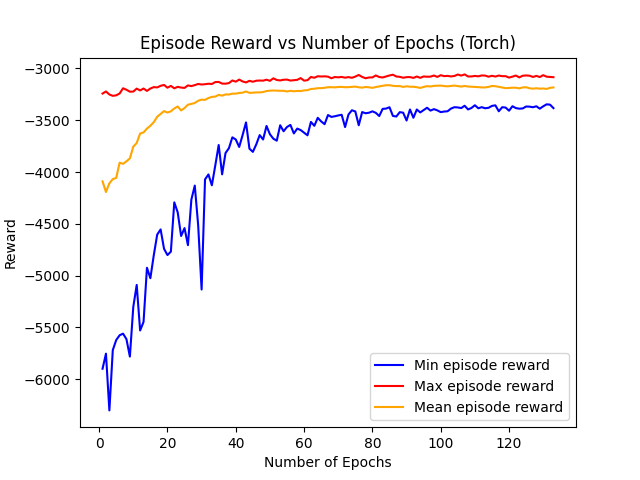 Episode Reward vs Number of Epochs (Torch)
−3000
−3500
−4000
−4500
−5000
−5500
−6000
Reward
0 20 40 60 80 100 120
Number of Epochs
Min episode reward
Max episode reward
Mean episode reward